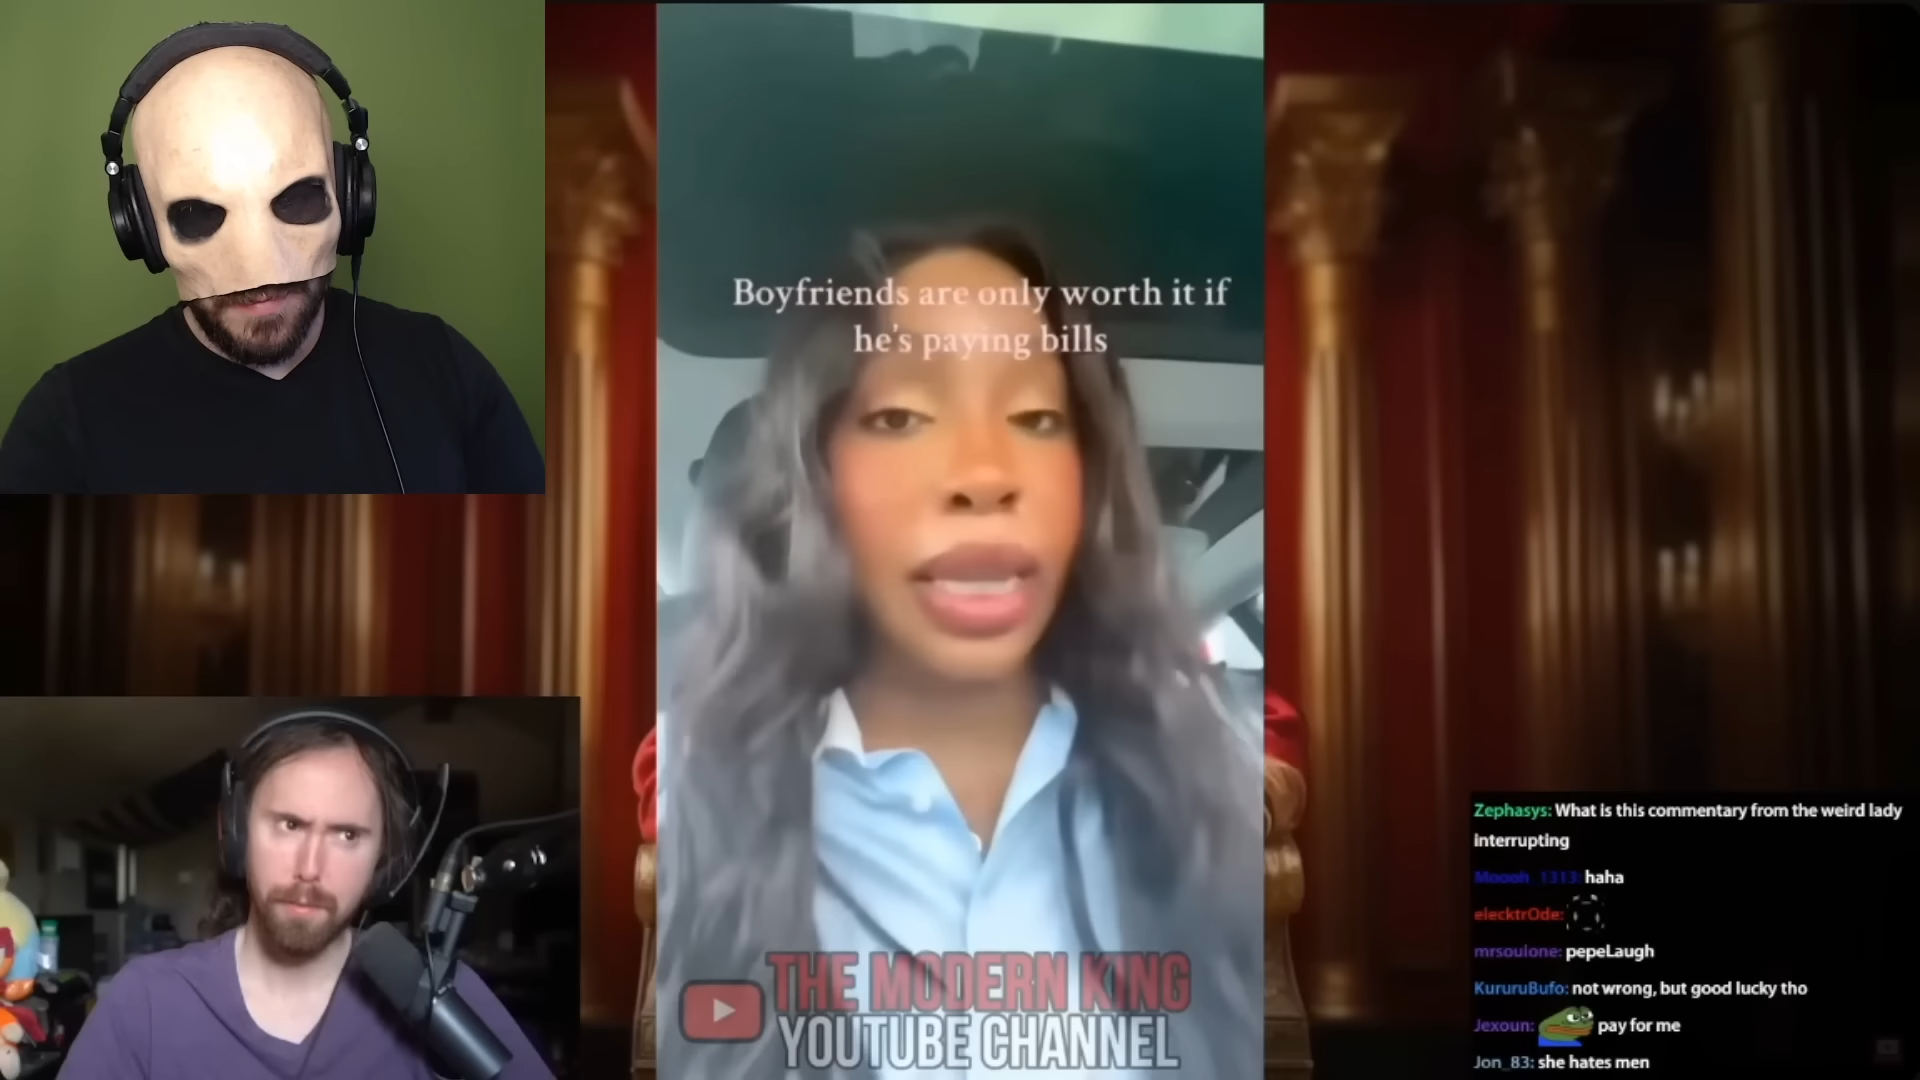 Boyfriends are only worth it if
he's paying bills
THE MODERN KING
YOUTUBE CHANNEL
Zephasys: What is this commentary from the weird lady
interrupting
Moooh_1313: haha
elecktrOde:
mrsoulone: pepeLaugh
KururuBufo: not wrong, but good lucky tho
Jexoun: pay for me
Jon_83: she hates men